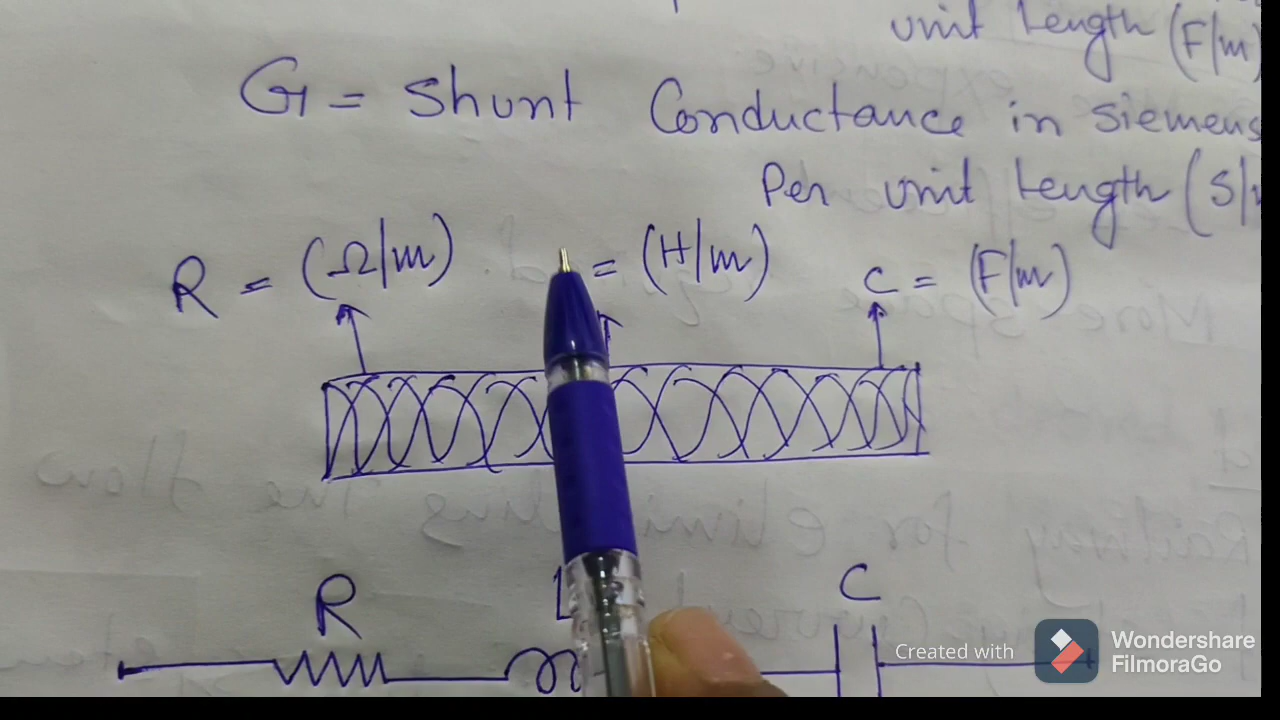 unit Length (F/m)
G = Shunt Conductance in siemens
Per unit Length (S/
R = (Ω/m) = (H/m) C = (F/m)
R L C
Created with Wondershare FilmoraGo